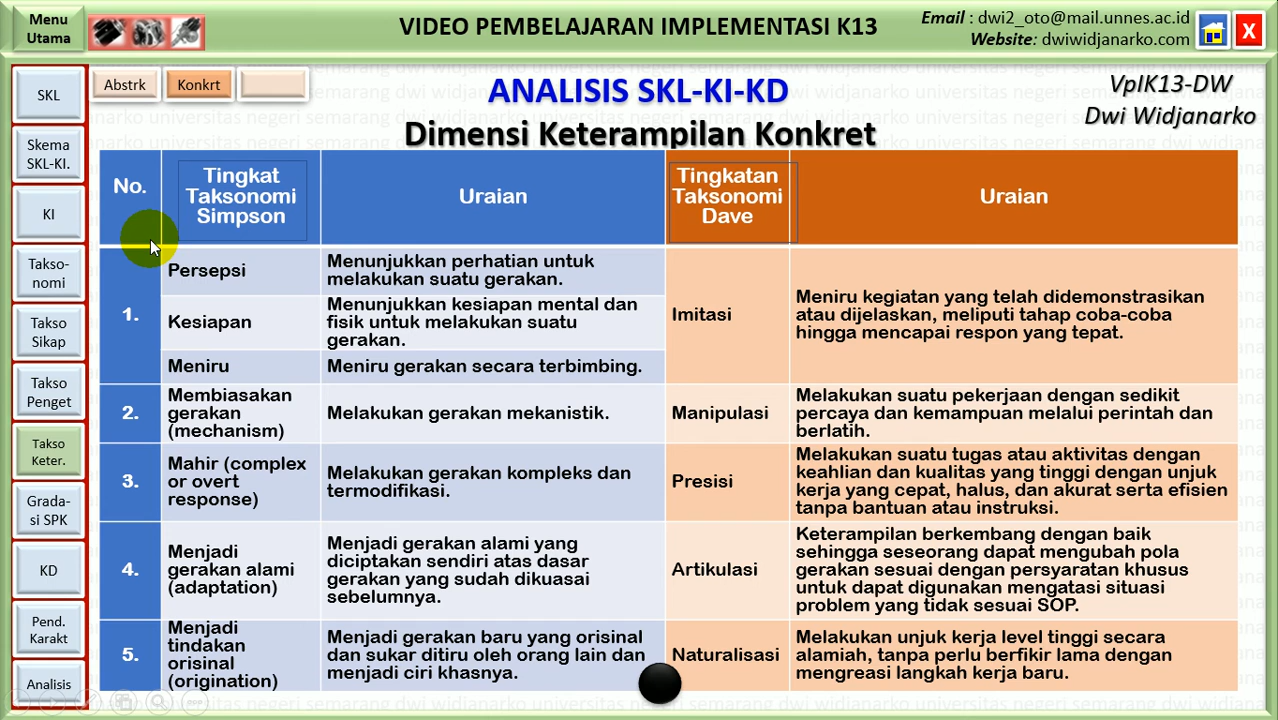 Menu
Utama
VIDEO PEMBELAJARAN IMPLEMENTASI K13
Email : dwi2_oto@mail.unnes.ac.id
Website: dwiwidjanarko.com
X
SKL
Skema
SKL-KI.
KI
Takso-
nomi
Takso
Sikap
Takso
Penget
Takso
Keter.
Grada-
si SPK
KD
Pend.
Karakt
Analisis
Abstrk
Konkrt
ANALISIS SKL-KI-KD
Dimensi Keterampilan Konkret
VpIK13-DW
Dwi Widjanarko
No.
Tingkat
Taksonomi
Simpson
Uraian
Tingkatan
Taksonomi
Dave
Uraian
1.
Persepsi
Menunjukkan perhatian untuk
melakukan suatu gerakan.
Kesiapan
Menunjukkan kesiapan mental dan
fisik untuk melakukan suatu
gerakan.
Meniru
Meniru gerakan secara terbimbing.
Imitasi
Meniru kegiatan yang telah didemonstrasikan
atau dijelaskan, meliputi tahap coba-coba
hingga mencapai respon yang tepat.
2.
Membiasakan
gerakan
(mechanism)
Melakukan gerakan mekanistik.
Manipulasi
Melakukan suatu pekerjaan dengan sedikit
percaya dan kemampuan melalui perintah dan
berlatih.
3.
Mahir (complex
or overt
response)
Melakukan gerakan kompleks dan
termodifikasi.
Presisi
Melakukan suatu tugas atau aktivitas dengan
keahlian dan kualitas yang tinggi dengan unjuk
kerja yang cepat, halus, dan akurat serta efisien
tanpa bantuan atau instruksi.
4.
Menjadi
gerakan alami
(adaptation)
Menjadi gerakan alami yang
diciptakan sendiri atas dasar
gerakan yang sudah dikuasai
sebelumnya.
Artikulasi
Keterampilan berkembang dengan baik
sehingga seseorang dapat mengubah pola
gerakan sesuai dengan persyaratan khusus
untuk dapat digunakan mengatasi situasi
problem yang tidak sesuai SOP.
5.
Menjadi
tindakan
orisinal
(origination)
Menjadi gerakan baru yang orisinal
dan sukar ditiru oleh orang lain dan
menjadi ciri khasnya.
Naturalisasi
Melakukan unjuk kerja level tinggi secara
alamiah, tanpa perlu berfikir lama dengan
mengreasi langkah kerja baru.